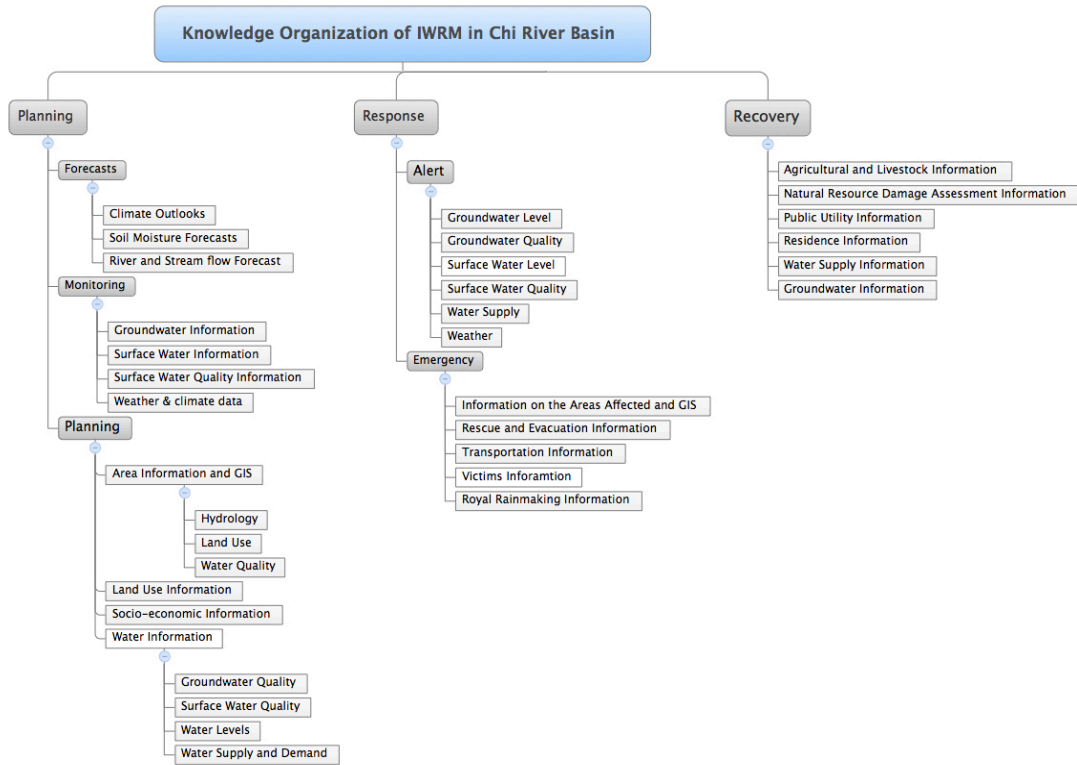 Knowledge Organization of IWRM in Chi River Basin
Planning
Forecasts
Climate Outlooks
Soil Moisture Forecasts
River and Stream flow Forecast
Monitoring
Groundwater Information
Surface Water Information
Surface Water Quality Information
Weather & climate data
Planning
Area Information and GIS
Hydrology
Land Use
Water Quality
Land Use Information
Socio-economic Information
Water Information
Groundwater Quality
Surface Water Quality
Water Levels
Water Supply and Demand
Response
Alert
Groundwater Level
Groundwater Quality
Surface Water Level
Surface Water Quality
Water Supply
Weather
Emergency
Information on the Areas Affected and GIS
Rescue and Evacuation Information
Transportation Information
Victims Inforamtion
Royal Rainmaking Information
Recovery
Agricultural and Livestock Information
Natural Resource Damage Assessment Information
Public Utility Information
Residence Information
Water Supply Information
Groundwater Information